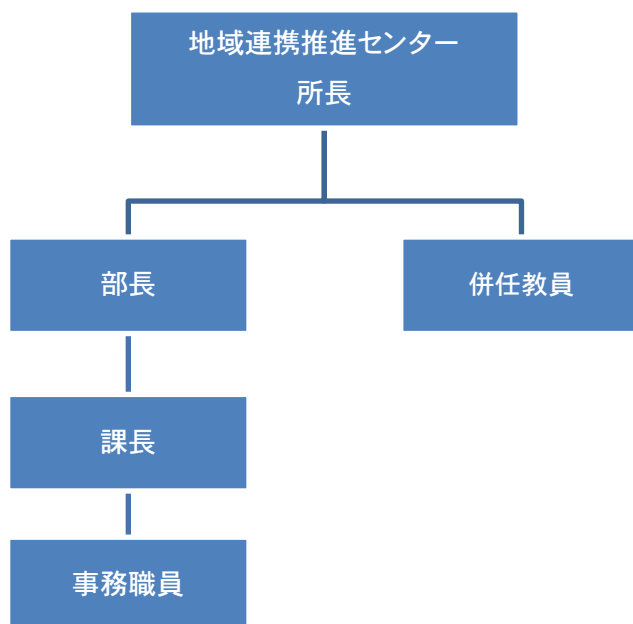 地域連携推進センター
所長
部長
併任教員
課長
事務職員